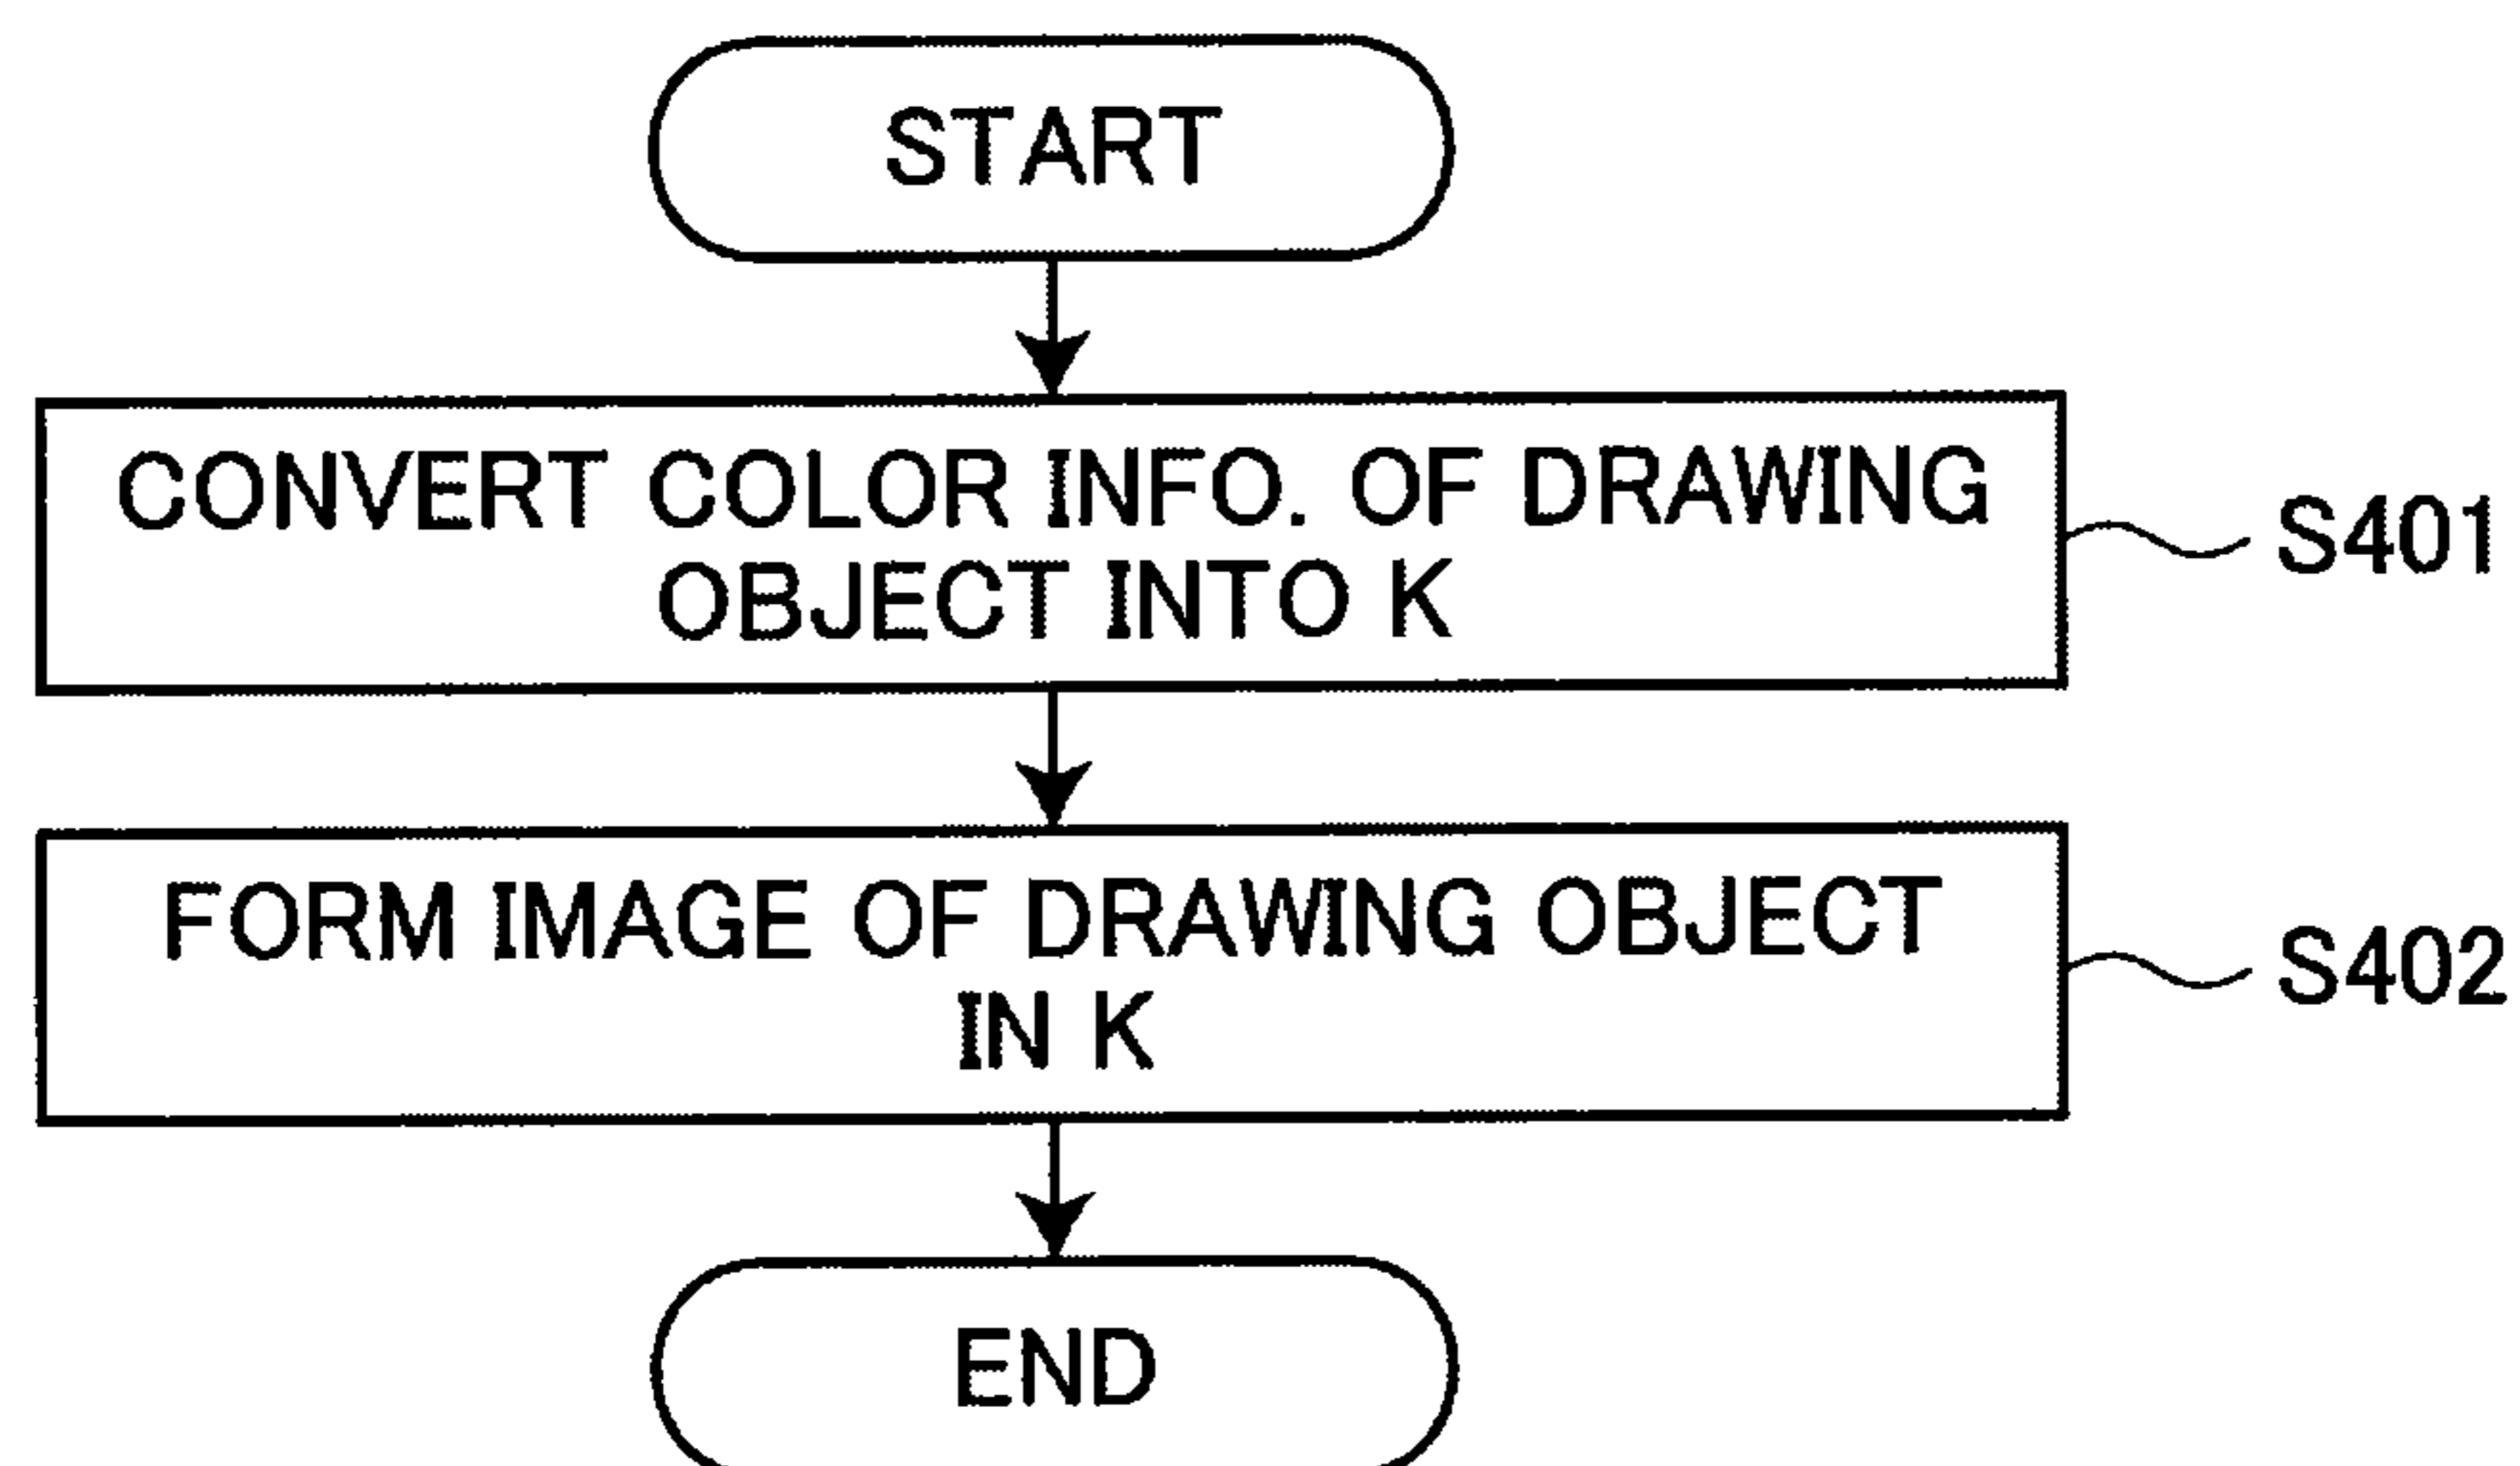 START
CONVERT COLOR INFO. OF DRAWING
OBJECT INTO K
S401
FORM IMAGE OF DRAWING OBJECT
IN K
S402
END